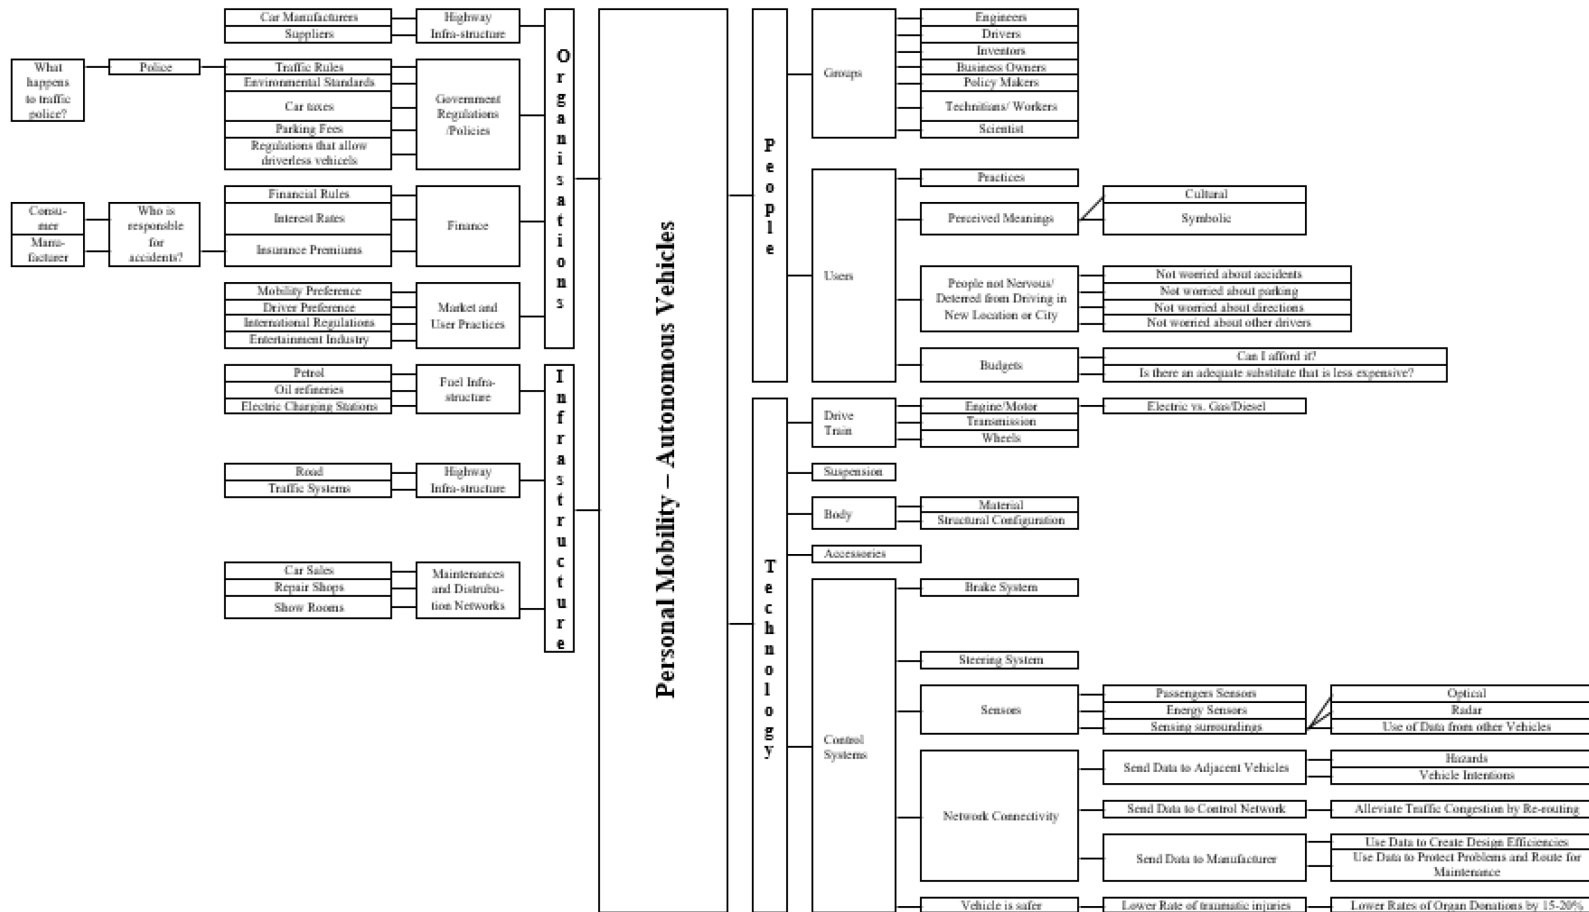 Car Manufacturers
Suppliers
Highway
Infra-structure
What
happens
to traffic
police?
Police
Traffic Rules
Environmental Standards
Car taxes
Parking Fees
Regulations that allow
driverless vehicels
Government
Regulations
/Policies
Consu-
mer
Manu-
facturer
Who is
responsible
for
accidents?
Financial Rules
Interest Rates
Insurance Premiums
Finance
Mobility Preference
Driver Preference
International Regulations
Entertainment Industry
Market and
User Practices
Organisations
Petrol
Oil refineries
Electric Charging Stations
Fuel Infra-
structure
Road
Traffic Systems
Highway
Infra-structure
Car Sales
Repair Shops
Show Rooms
Maintenances
and Distrubu-
tion Networks
Infrastructure
Personal Mobility – Autonomous Vehicles
People
Groups
Engineers
Drivers
Inventors
Business Owners
Policy Makers
Technitians/ Workers
Scientist
Users
Practices
Perceived Meanings
Cultural
Symbolic
People not Nervous/
Deterred from Driving in
New Location or City
Not worried about accidents
Not worried about parking
Not worried about directions
Not worried about other drivers
Budgets
Can I afford it?
Is there an adequate substitute that is less expensive?
Technology
Drive
Train
Engine/Motor
Transmission
Wheels
Electric vs. Gas/Diesel
Suspension
Body
Material
Structural Configuration
Accessories
Control
Systems
Brake System
Steering System
Sensors
Passengers Sensors
Energy Sensors
Sensing surroundings
Optical
Radar
Use of Data from other Vehicles
Network Connectivity
Send Data to Adjacent Vehicles
Hazards
Vehicle Intentions
Send Data to Control Network
Alleviate Traffic Congestion by Re-routing
Send Data to Manufacturer
Use Data to Create Design Efficiencies
Use Data to Protect Problems and Route for
Maintenance
Vehicle is safer
Lower Rate of traumatic injuries
Lower Rates of Organ Donations by 15-20%